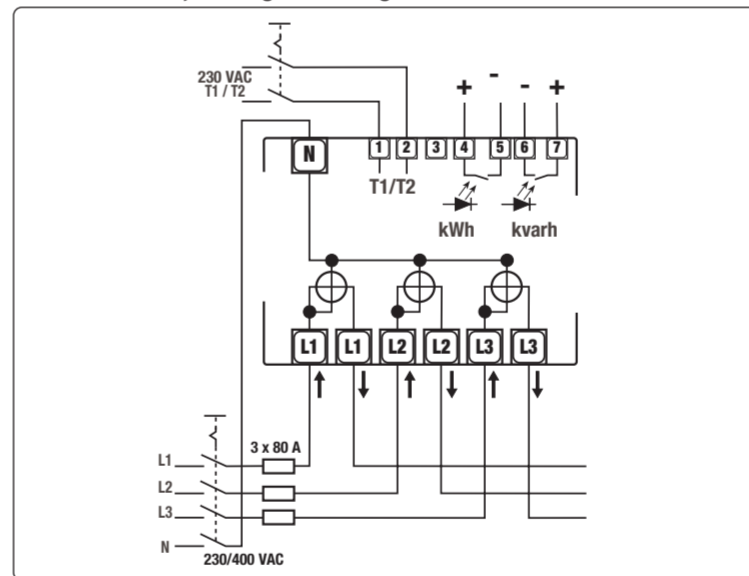 230 VAC
T1 / T2
+ - - +
N 1 2 3 4 5 6 7
T1/T2
kWh kvarh
L1 L1 L2 L2 L3 L3
3 x 80 A
L1
L2
L3
N
230/400 VAC